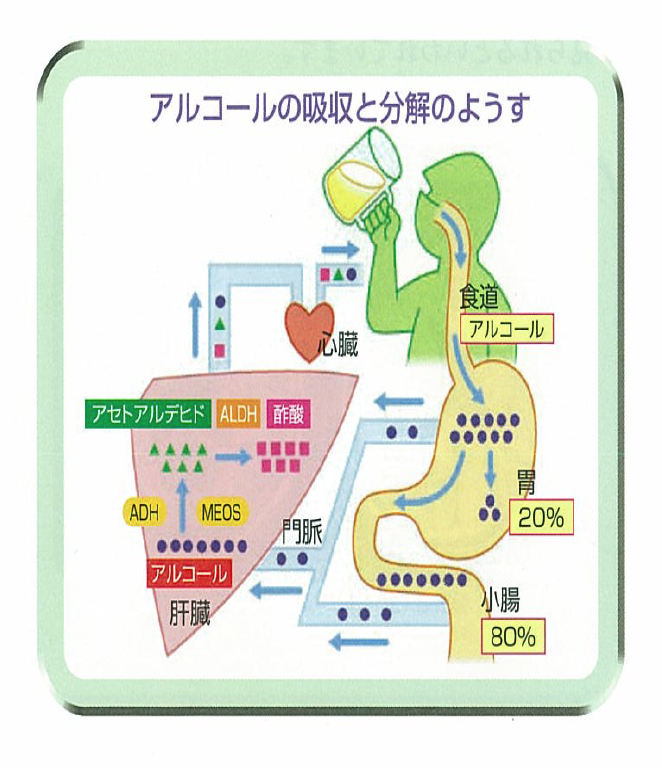 アルコールの吸収と分解のようす
食道
アルコール
心臓
アセトアルデヒド
ALDH
酢酸
胃
20%
ADH
MEOS
門脈
アルコール
肝臓
小腸
80%